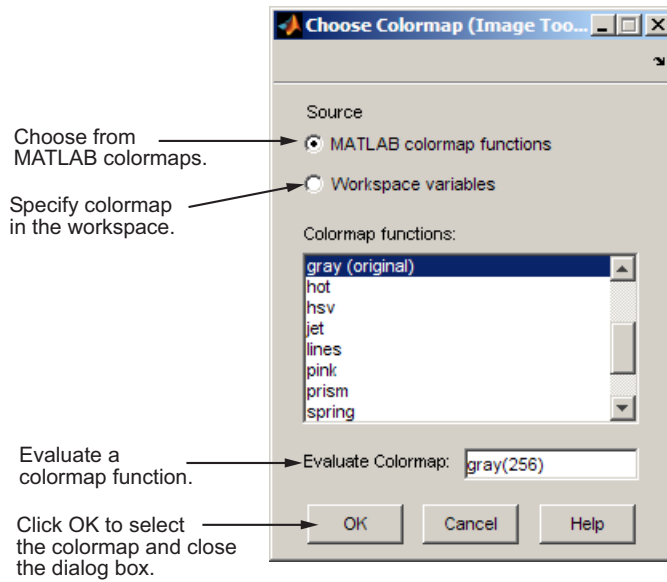 Choose Colormap (Image Too...
Source
Choose from
MATLAB colormaps.
MATLAB colormap functions
Specify colormap
in the workspace.
Workspace variables
Colormap functions:
gray (original)
hot
hsv
jet
lines
pink
prism
spring
Evaluate a
colormap function.
Evaluate Colormap:
gray(256)
Click OK to select
the colormap and close
the dialog box.
OK
Cancel
Help